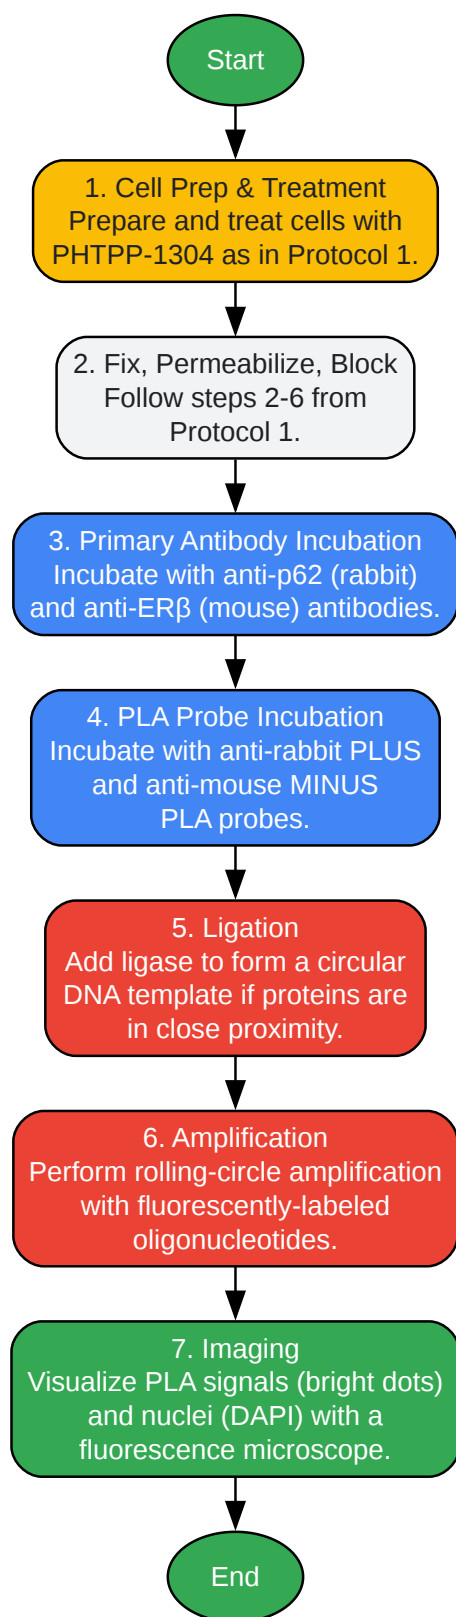 Start
1. Cell Prep & Treatment
Prepare and treat cells with
PHTPP-1304 as in Protocol 1.
2. Fix, Permeabilize, Block
Follow steps 2-6 from
Protocol 1.
3. Primary Antibody Incubation
Incubate with anti-p62 (rabbit)
and anti-ERβ (mouse) antibodies.
4. PLA Probe Incubation
Incubate with anti-rabbit PLUS
and anti-mouse MINUS
PLA probes.
5. Ligation
Add ligase to form a circular
DNA template if proteins are
in close proximity.
6. Amplification
Perform rolling-circle amplification
with fluorescently-labeled
oligonucleotides.
7. Imaging
Visualize PLA signals (bright dots)
and nuclei (DAPI) with a
fluorescence microscope.
End